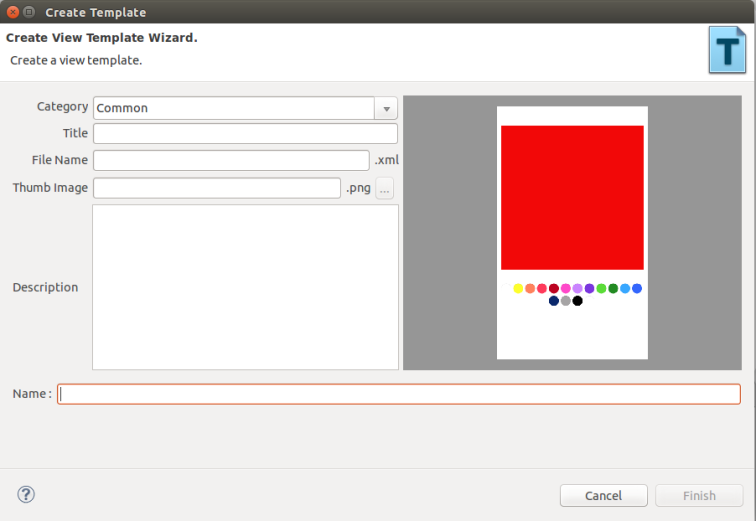 Create Template
Create View Template Wizard.
Create a view template.
T
Category Common
Title
File Name .xml
Thumb Image .png ...
Description
Name :
? Cancel Finish